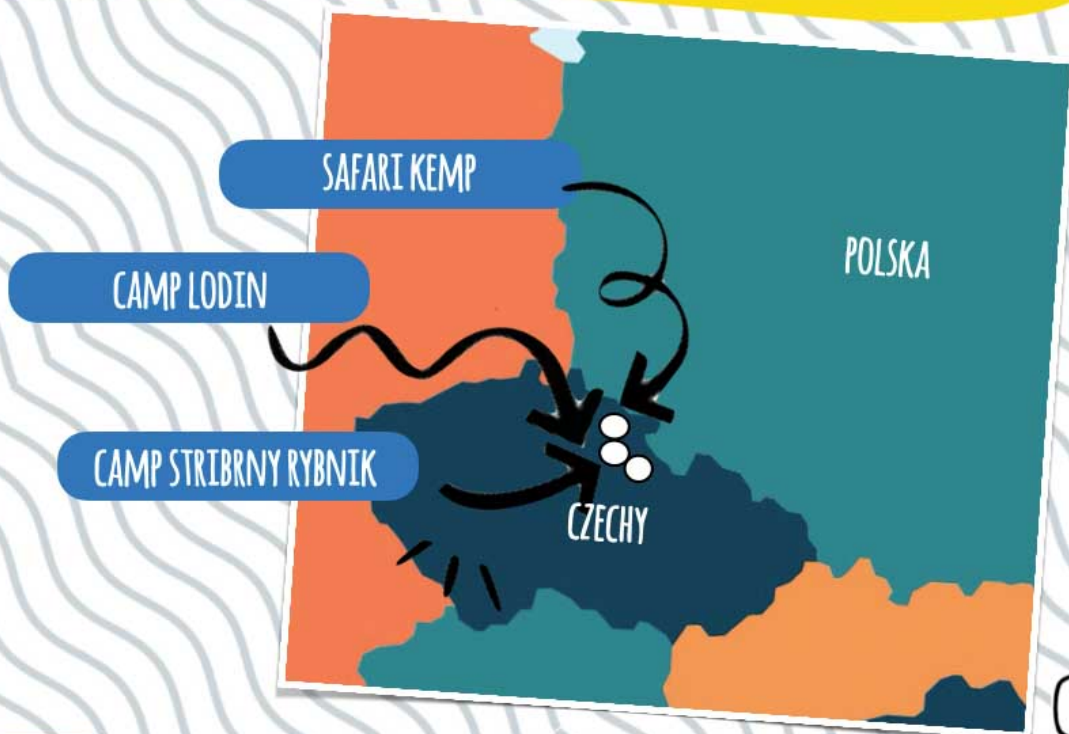 SAFARI KEMP
POLSKA
CAMP LODIN
CAMP STRIBRNY RYBNIK
CZECHY